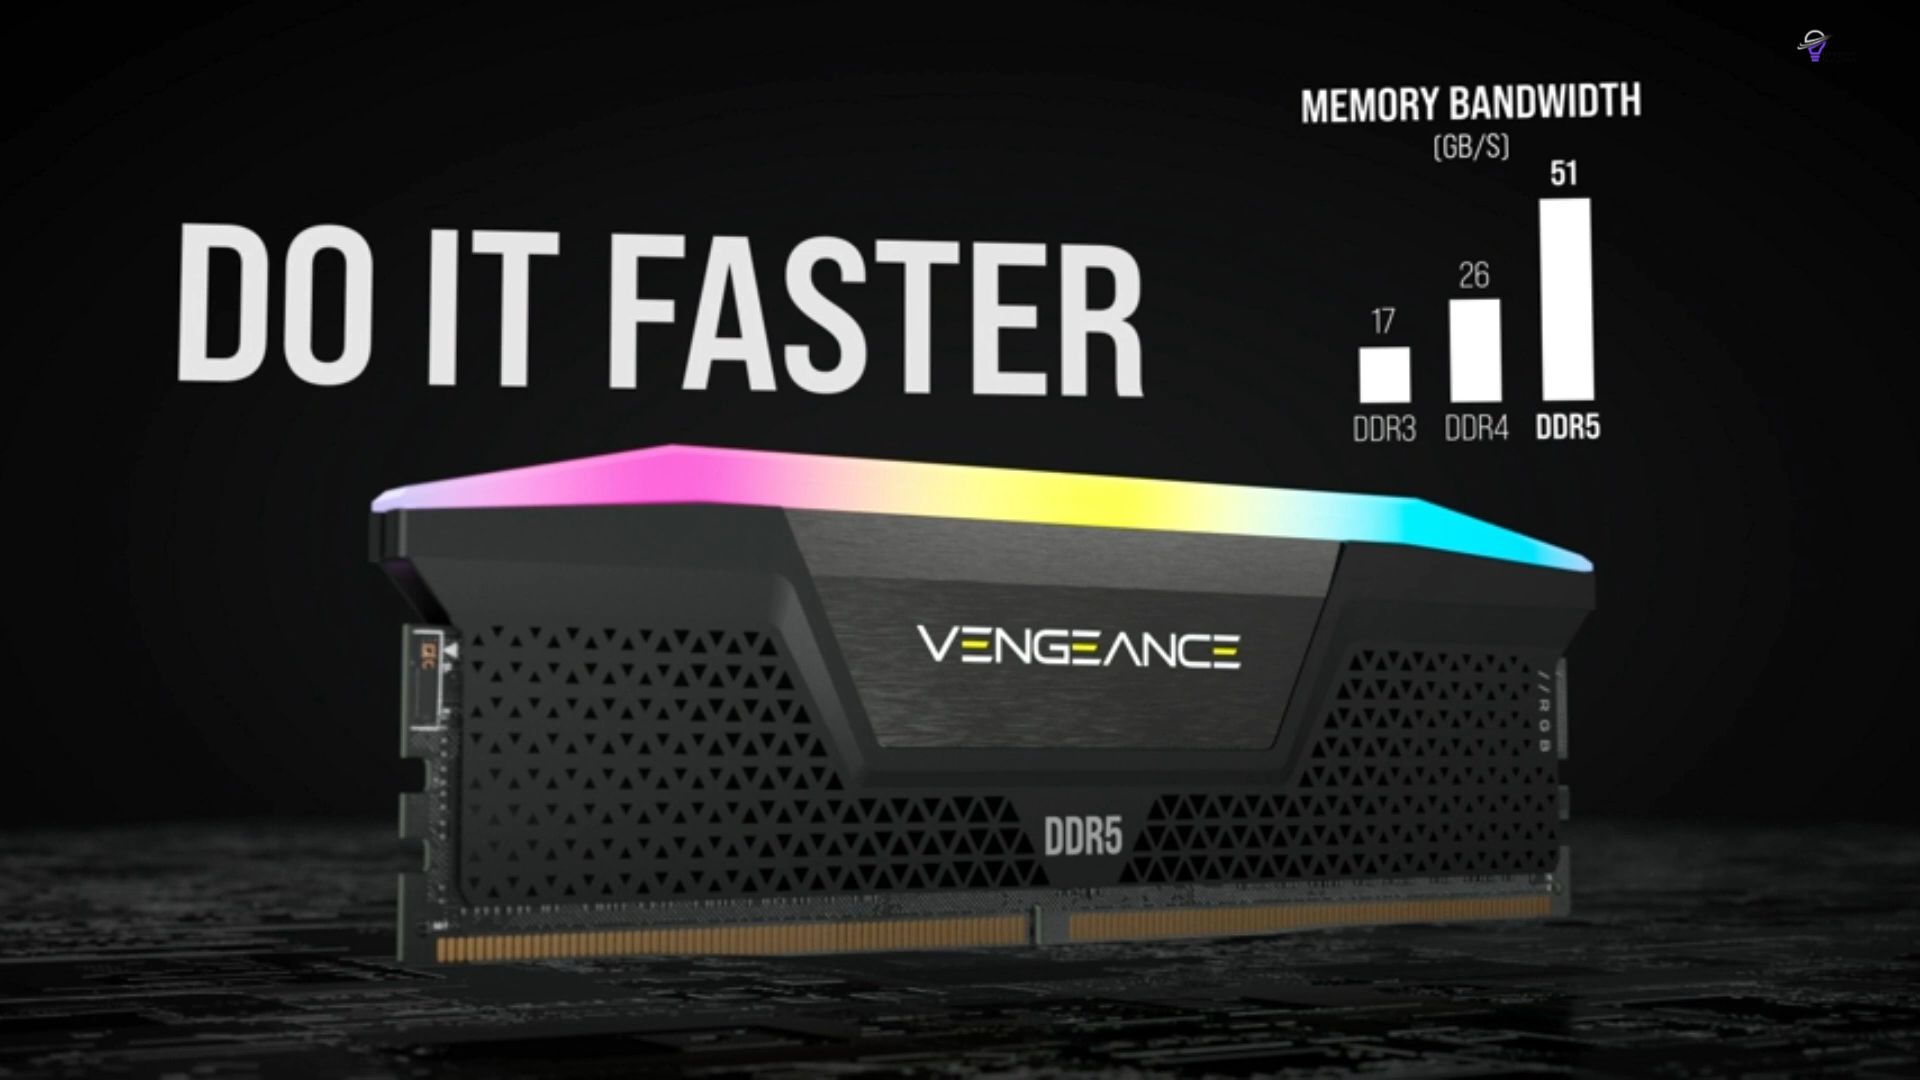 MEMORY BANDWIDTH
(GB/S)
51
26
17
DDR3 DDR4 DDR5
DO IT FASTER
VENGEANCE
//RGB
DDR5